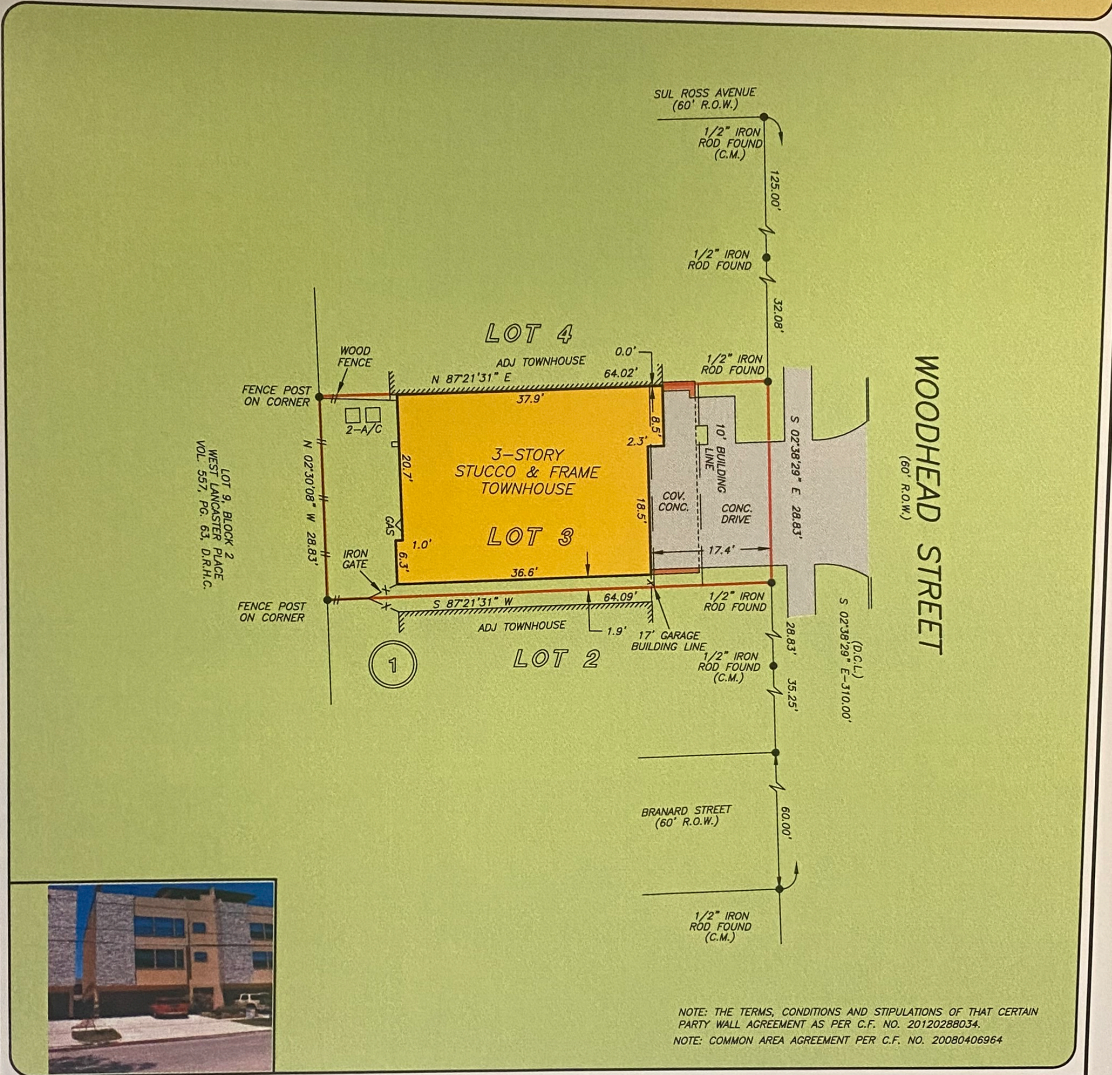 SUL ROSS AVENUE
(60' R.O.W.)
1/2" IRON
ROD FOUND
(C.M.)
125.00'
1/2" IRON
ROD FOUND
32.08'
LOT 4
ADJ TOWNHOUSE
0.0'
1/2" IRON
ROD FOUND
WOOD
FENCE
N 87°21'31" E
64.02'
FENCE POST
ON CORNER
37.9'
2-A/C
8.5'
2.3'
10' BUILDING
LINE
S 02°38'29" E 28.83'
WOODHEAD STREET
(60' R.O.W.)
3-STORY
STUCCO & FRAME
TOWNHOUSE
20.7'
18.5'
COV.
CONC.
CONC.
DRIVE
N 02°30'08" W 28.83'
LOT 9, BLOCK 2
WEST LANCASTER PLACE
VOL. 557, PG. 63, D.R.H.C.
GAS
LOT 3
1.0'
6.3'
17.4'
IRON
GATE
36.6'
FENCE POST
ON CORNER
S 87°21'31" W
64.09'
1/2" IRON
ROD FOUND
ADJ TOWNHOUSE
1.9'
17' GARAGE
BUILDING LINE
28.83'
(D.C.L.)
S 02°38'29" E-310.00'
1
LOT 2
1/2" IRON
ROD FOUND
(C.M.)
35.25'
BRANARD STREET
(60' R.O.W.)
60.00'
1/2" IRON
ROD FOUND
(C.M.)
NOTE: THE TERMS, CONDITIONS AND STIPULATIONS OF THAT CERTAIN
PARTY WALL AGREEMENT AS PER C.F. NO. 20120288034.
NOTE: COMMON AREA AGREEMENT PER C.F. NO. 20080406964